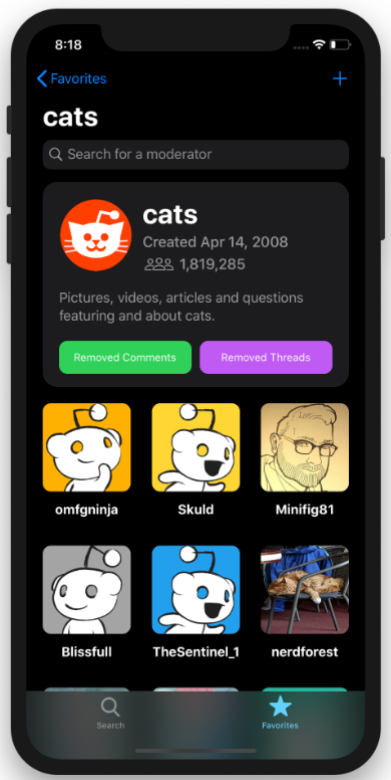 8:18
Favorites
+
cats
Search for a moderator
cats
Created Apr 14, 2008
1,819,285
Pictures, videos, articles and questions
featuring and about cats.
Removed Comments Removed Threads
omfgninja Skuld Minifig81
Blissfull TheSentinel_1 nerdforest
Search Favorites